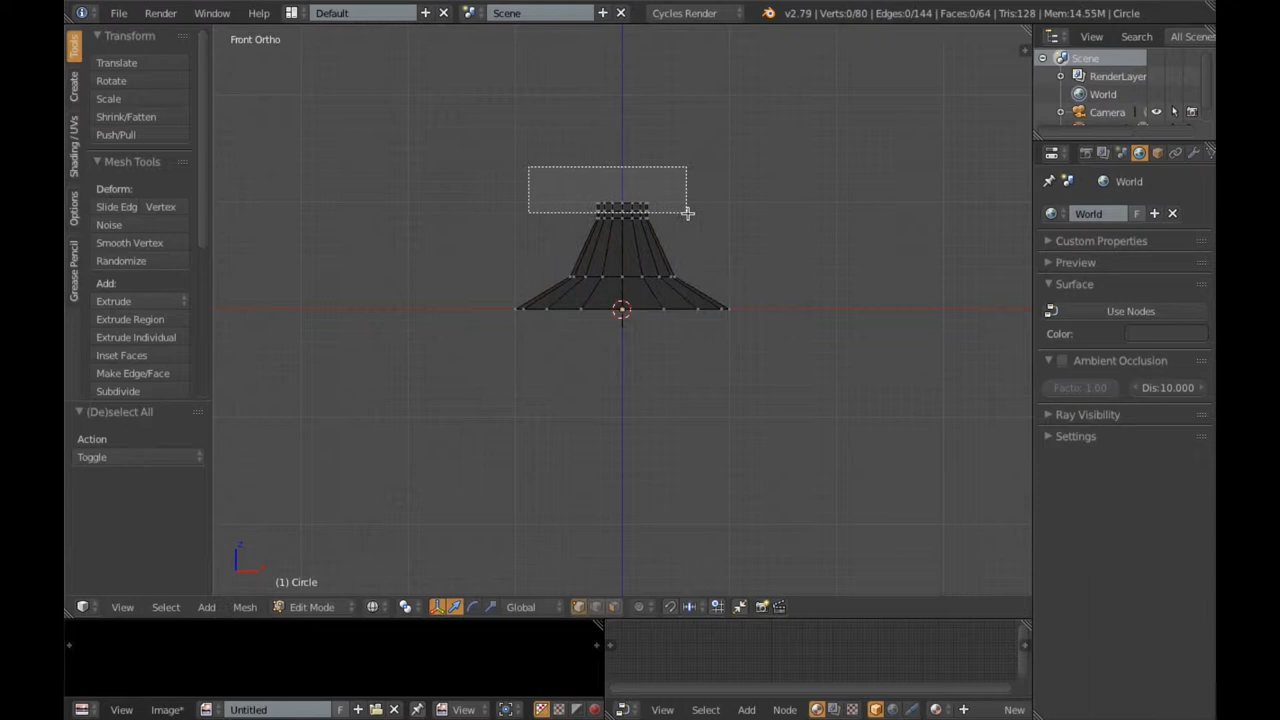 File Render Window Help Default Scene Cycles Render v2.79 | Verts:0/80 | Edges:0/144 | Faces:0/64 | Tris:128 | Mem:14.55M | Circle
Transform
Translate
Rotate
Scale
Shrink/Fatten
Push/Pull
Mesh Tools
Deform:
Slide Edg Vertex
Noise
Smooth Vertex
Randomize
Add:
Extrude
Extrude Region
Extrude Individual
Inset Faces
Make Edge/Face
Subdivide
(De)select All
Action
Toggle
Tools
Create
Shading / UVs
Options
Grease Pencil
Front Ortho
z
(1) Circle
View Select Add Mesh Edit Mode Global
View Image* Untitled F View
View Select Add Node New
View Search All Scenes
Scene
RenderLayer
World
Camera
World
World F
Custom Properties
Preview
Surface
Use Nodes
Color:
Ambient Occlusion
Facto: 1.00 Dis:10.000
Ray Visibility
Settings